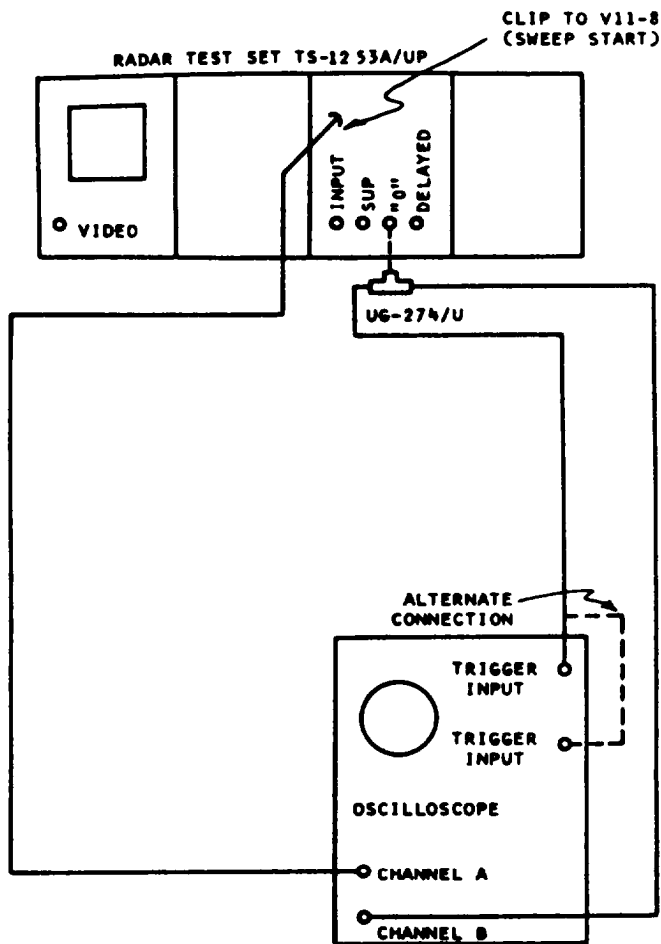 CLIP TO V11-8
(SWEEP START)
RADAR TEST SET TS-1253A/UP
INPUT
SUP
"0"
DELAYED
VIDEO
UG-274/U
ALTERNATE
CONNECTION
TRIGGER
INPUT
TRIGGER
INPUT
OSCILLOSCOPE
CHANNEL A
CHANNEL B